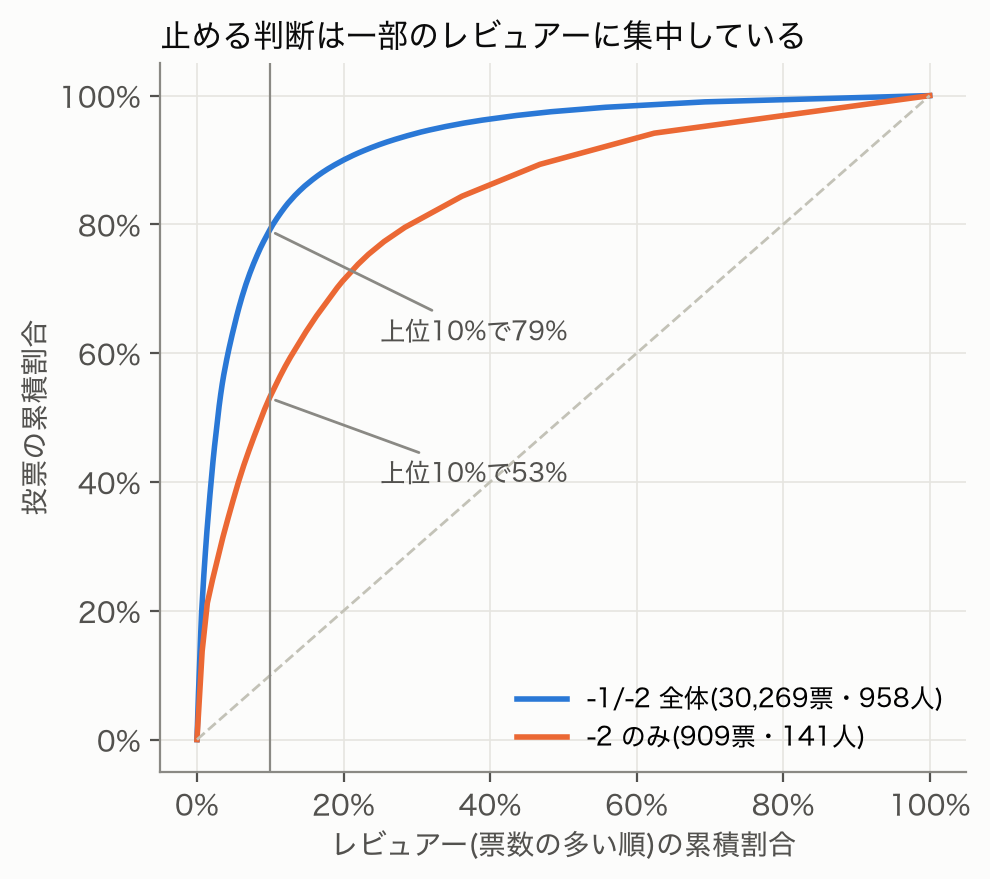 止める判断は一部のレビュアーに集中している
100%
80%
60%
40%
20%
0%
投票の累積割合
上位10%で79%
上位10%で53%
-1/-2 全体(30,269票・958人)
-2 のみ(909票・141人)
0%
20%
40%
60%
80%
100%
レビュアー(票数の多い順)の累積割合